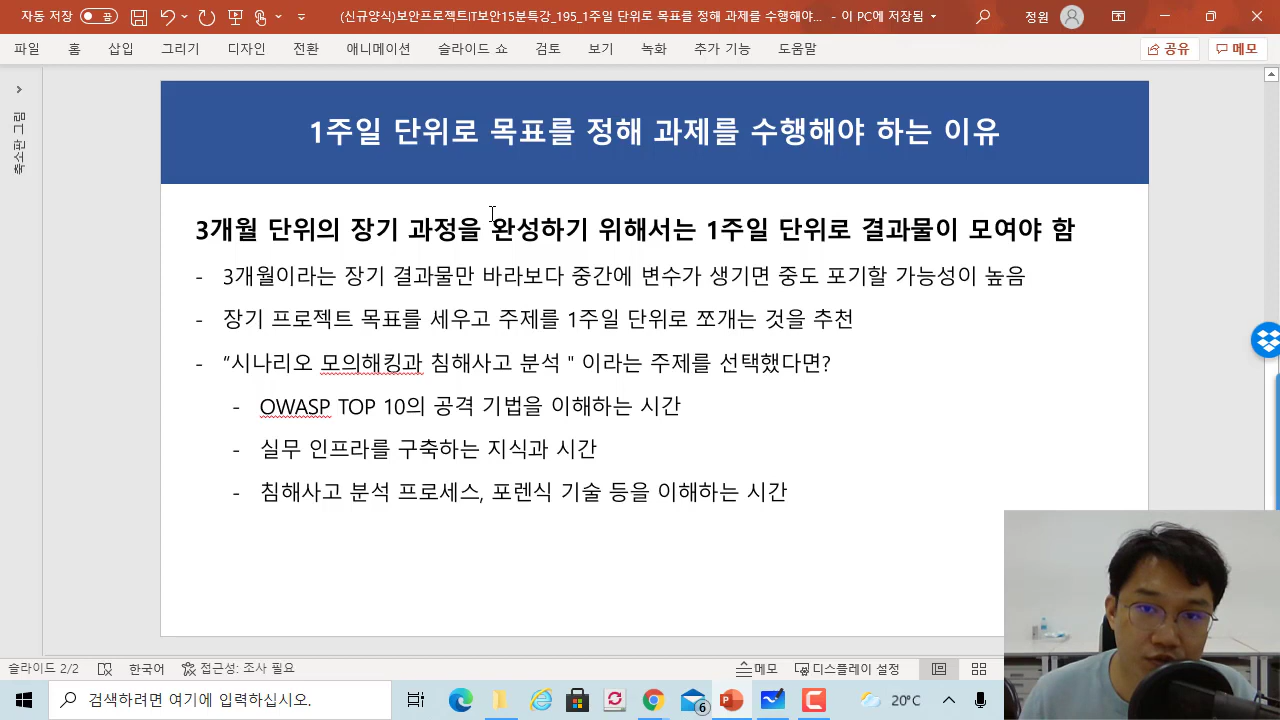 자동 저장 끔 (신규양식)보안프로젝트IT보안15분특강_195_1주일 단위로 목표를 정해 과제를 수행해야... - 이 PC에 저장됨 정원
파일 홈 삽입 그리기 디자인 전환 애니메이션 슬라이드 쇼 검토 보기 녹화 추가 기능 도움말 공유 메모
축소판 그림
1주일 단위로 목표를 정해 과제를 수행해야 하는 이유
3개월 단위의 장기 과정을 완성하기 위해서는 1주일 단위로 결과물이 모여야 함
- 3개월이라는 장기 결과물만 바라보다 중간에 변수가 생기면 중도 포기할 가능성이 높음
- 장기 프로젝트 목표를 세우고 주제를 1주일 단위로 쪼개는 것을 추천
- “시나리오 모의해킹과 침해사고 분석 " 이라는 주제를 선택했다면?
- OWASP TOP 10의 공격 기법을 이해하는 시간
- 실무 인프라를 구축하는 지식과 시간
- 침해사고 분석 프로세스, 포렌식 기술 등을 이해하는 시간
슬라이드 2/2 한국어 접근성: 조사 필요 메모 디스플레이 설정
검색하려면 여기에 입력하십시오. 6 20°C